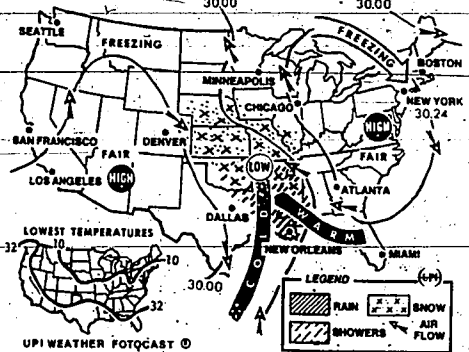 30.00
30.00
SEATTLE
FREEZING
FREEZING
BOSTON
MINNEAPOLIS
CHICAGO
NEW YORK
30.24
HIGH
SAN FRANCISCO
DENVER
FAIR
FAIR
LOW
LOS ANGELES
HIGH
ATLANTA
DALLAS
COLD
WARM
NEW ORLEANS
MIAMI
LOWEST TEMPERATURES
32
10
10
32
30.00
LEGEND
UPI
RAIN
SNOW
SHOWERS
AIR
FLOW
UPI WEATHER FOTOCAST ®